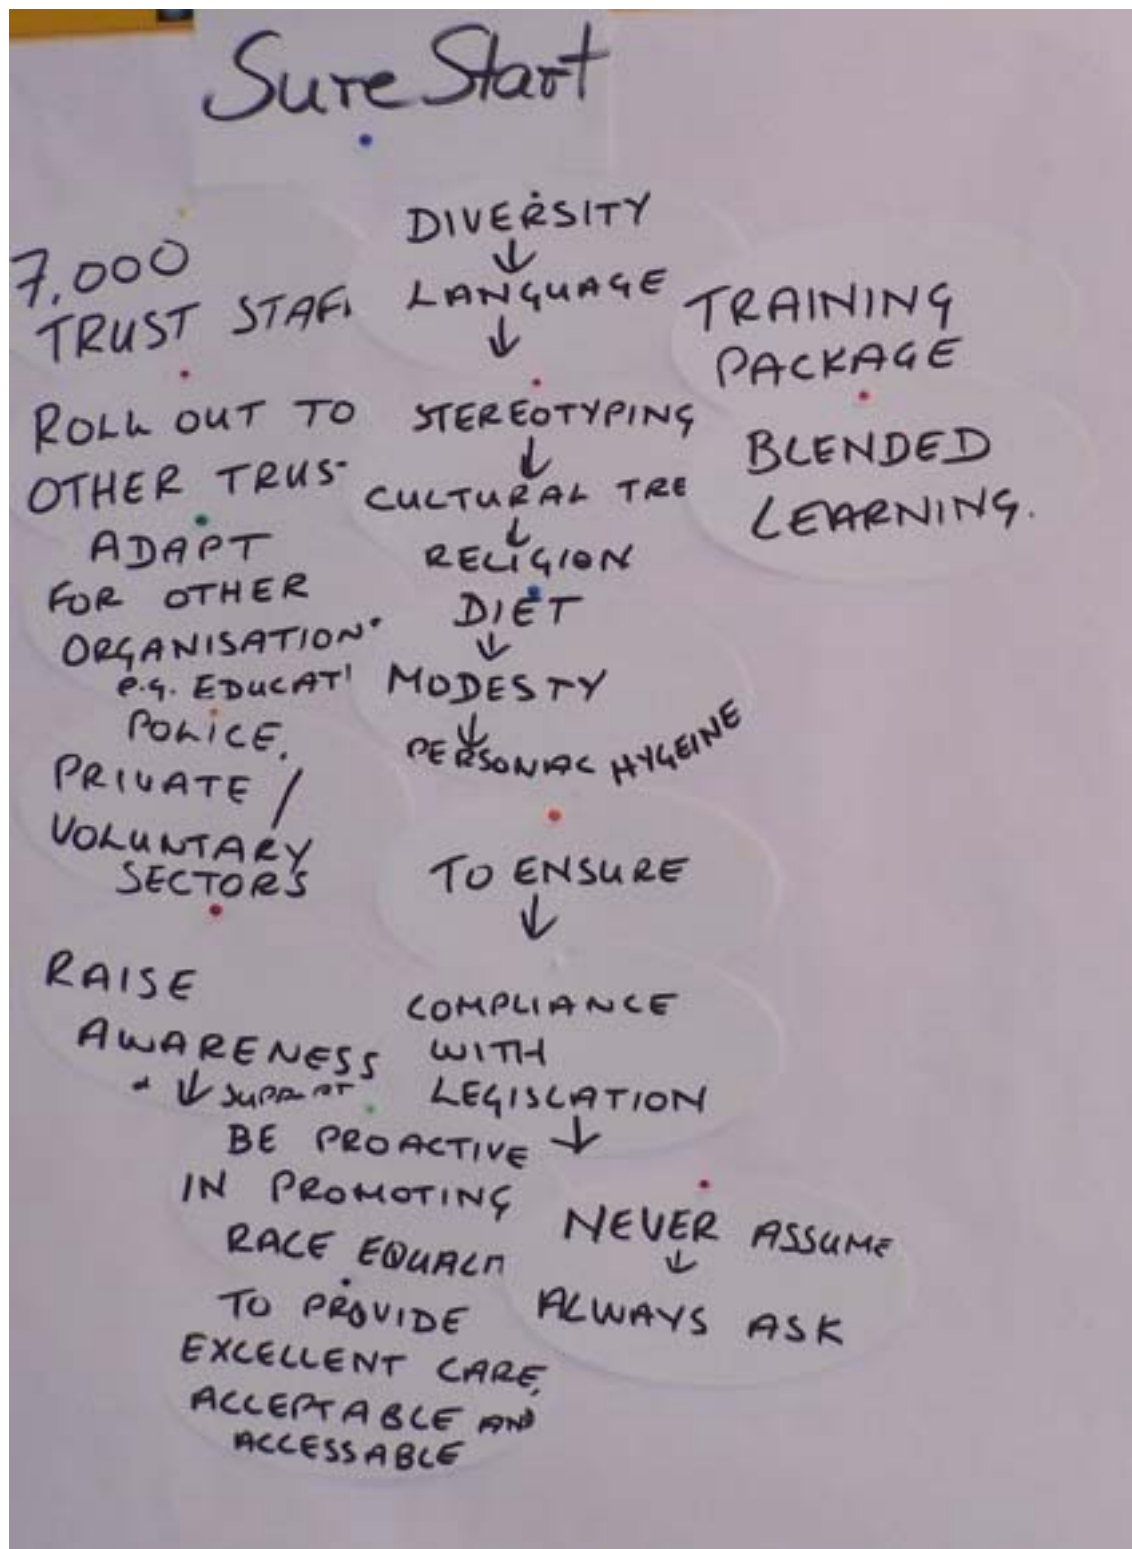 Sure Start
7,000
TRUST STAF
ROLL OUT TO
OTHER TRUS
ADAPT
FOR OTHER
ORGANISATION
e.g. EDUCATI
POLICE,
PRIVATE /
VOLUNTARY
SECTORS
RAISE
AWARENESS
↓ SUPPORT
BE PROACTIVE
IN PROMOTING
RACE EQUALIT
TO PROVIDE
EXCELLENT CARE,
ACCEPTABLE AND
ACCESSABLE
DIVERSITY
↓
LANGUAGE
↓
STEREOTYPING
↓
CULTURAL TRE
↓
RELIGION
DIET
↓
MODESTY
↓
PERSONAL HYGEINE
TO ENSURE
↓
COMPLIANCE
WITH
LEGISLATION
↓
NEVER ASSUME
↓
ALWAYS ASK
TRAINING
PACKAGE
BLENDED
LEARNING.